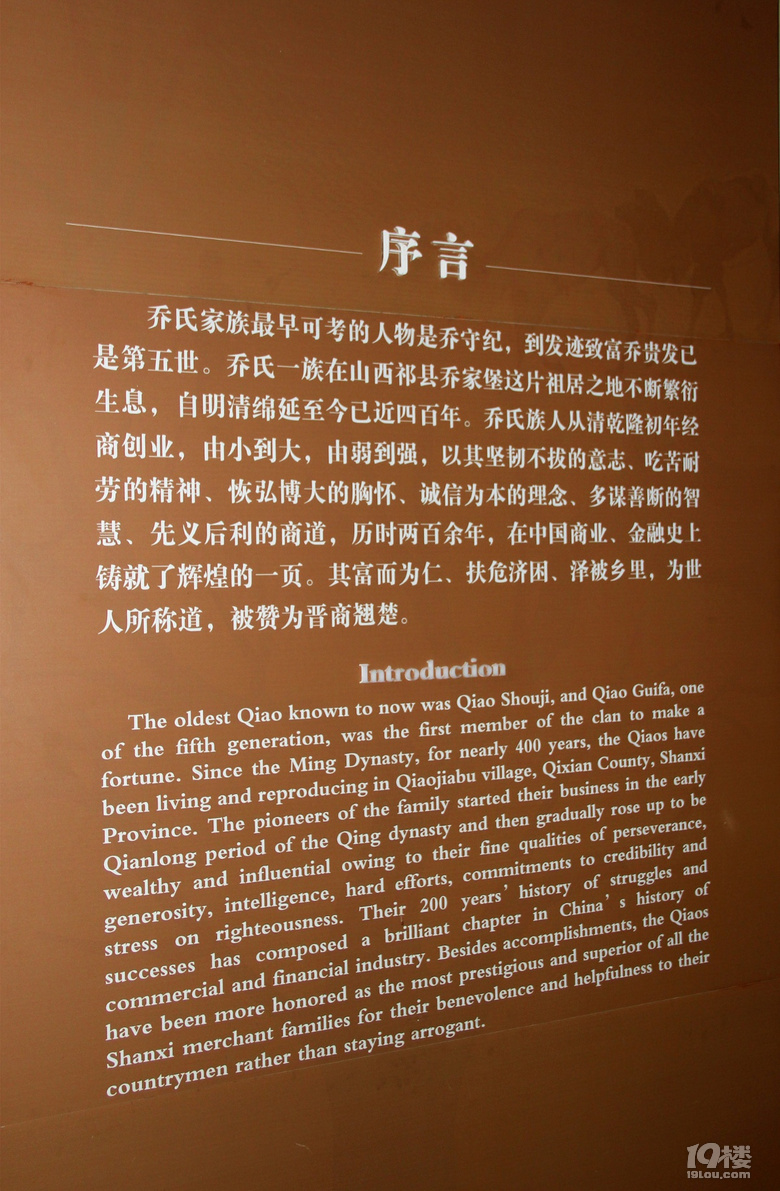 序言
乔氏家族最早可考的人物是乔守纪，到发迹致富乔贵发已
是第五世。乔氏一族在山西祁县乔家堡这片祖居之地不断繁衍
生息，自明清绵延至今已近四百年。乔氏族人从清乾隆初年经
商创业，由小到大，由弱到强，以其坚韧不拔的意志、吃苦耐
劳的精神、恢弘博大的胸怀、诚信为本的理念、多谋善断的智
慧、先义后利的商道，历时两百余年，在中国商业、金融史上
铸就了辉煌的一页。其富而为仁、扶危济困、泽被乡里，为世
人所称道，被赞为晋商翘楚。
Introduction
The oldest Qiao known to now was Qiao Shouji, and Qiao Guifa, one
of the fifth generation, was the first member of the clan to make a
fortune. Since the Ming Dynasty, for nearly 400 years, the Qiaos have
been living and reproducing in Qiaojiabu village, Qixian County, Shanxi
Province. The pioneers of the family started their business in the early
Qianlong period of the Qing dynasty and then gradually rose up to be
wealthy and influential owing to their fine qualities of perseverance,
generosity, intelligence, hard efforts, commitments to credibility and
stress on righteousness. Their 200 years' history of struggles and
successes has composed a brilliant chapter in China's history of
commercial and financial industry. Besides accomplishments, the Qiaos
have been more honored as the most prestigious and superior of all the
Shanxi merchant families for their benevolence and helpfulness to their
countrymen rather than staying arrogant.
19楼
19lou.com